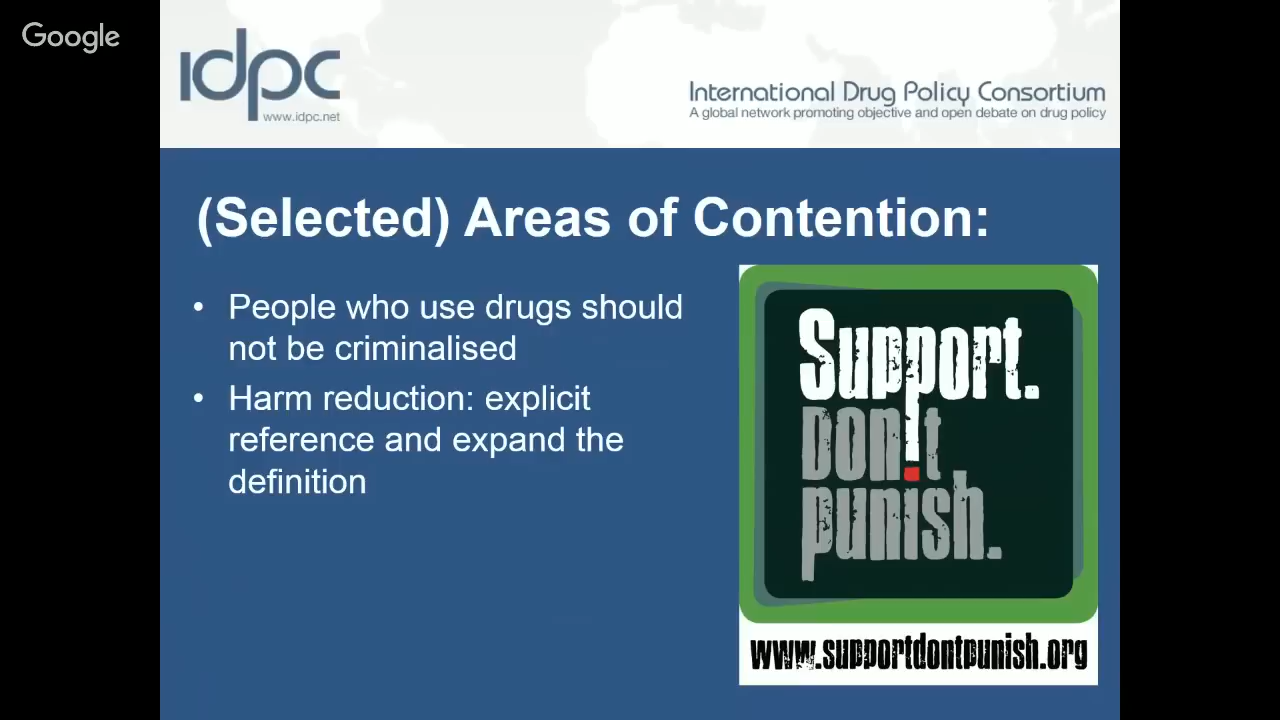 Google
idpc
www.idpc.net
International Drug Policy Consortium
A global network promoting objective and open debate on drug policy
(Selected) Areas of Contention:
• People who use drugs should
not be criminalised
• Harm reduction: explicit
reference and expand the
definition
Support.
Don't
punish.
www.supportdontpunish.org